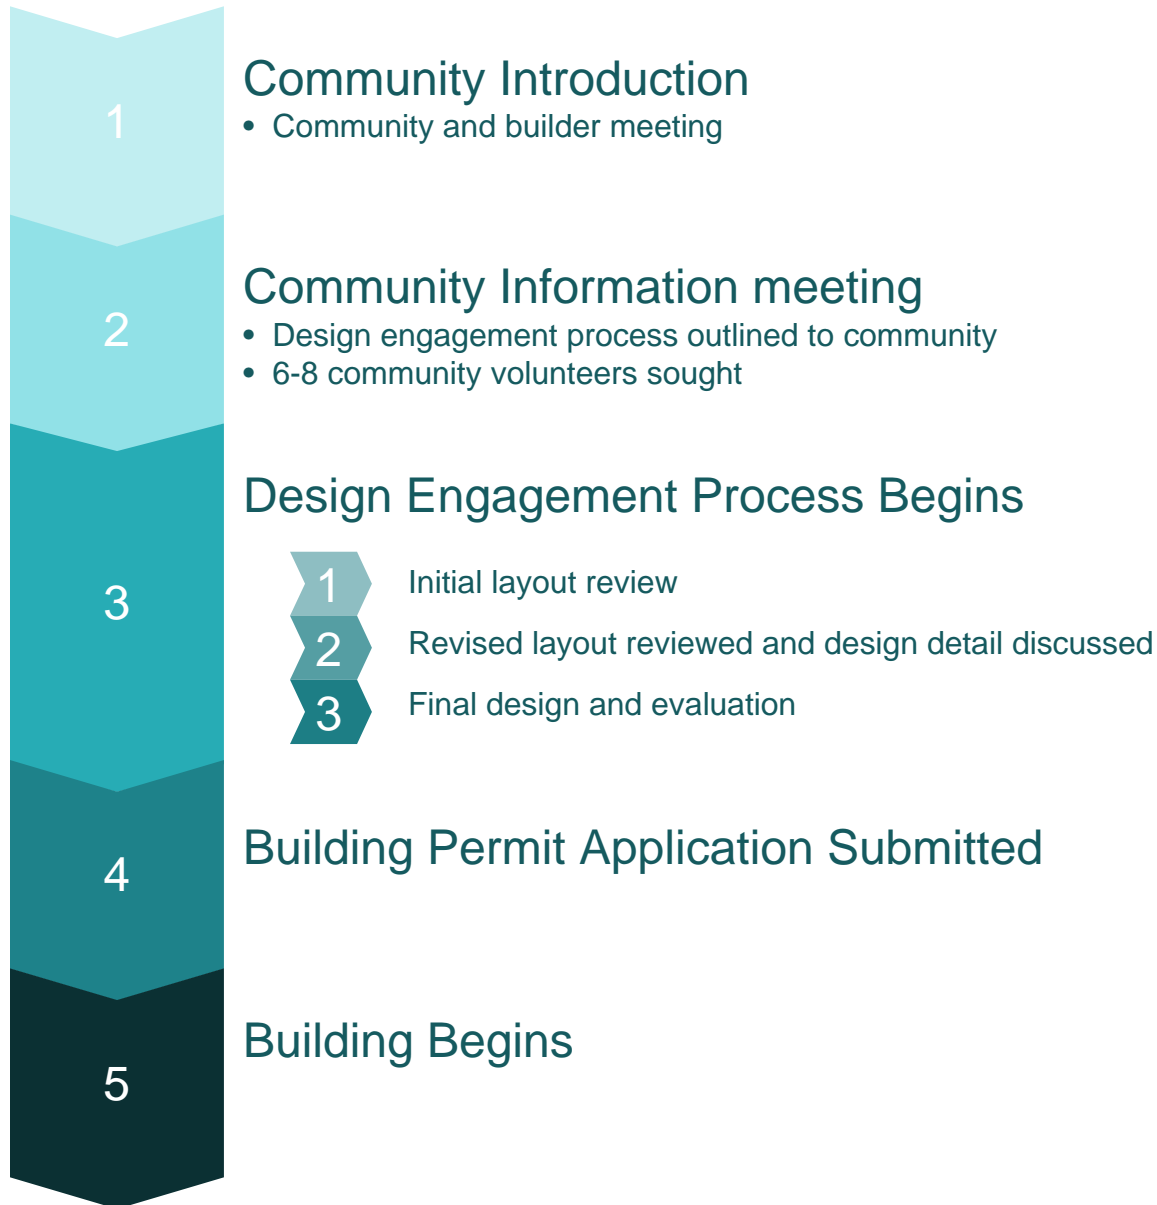 1
Community Introduction
• Community and builder meeting
2
Community Information meeting
• Design engagement process outlined to community
• 6-8 community volunteers sought
3
Design Engagement Process Begins
1 Initial layout review
2 Revised layout reviewed and design detail discussed
3 Final design and evaluation
4
Building Permit Application Submitted
5
Building Begins